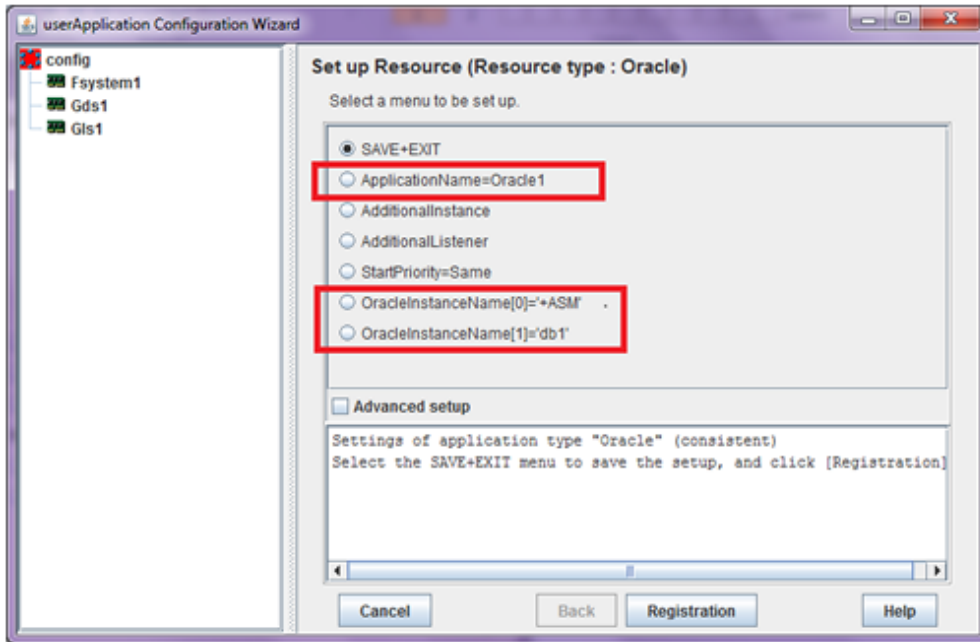 userApplication Configuration Wizard
config
Fsystem1
Gds1
Gls1
Set up Resource (Resource type : Oracle)
Select a menu to be set up.
SAVE+EXIT
ApplicationName=Oracle1
AdditionalInstance
AdditionalListener
StartPriority=Same
OracleInstanceName[0]='+ASM'
OracleInstanceName[1]='db1'
Advanced setup
Settings of application type "Oracle" (consistent)
Select the SAVE+EXIT menu to save the setup, and click [Registration]
Cancel Back Registration Help